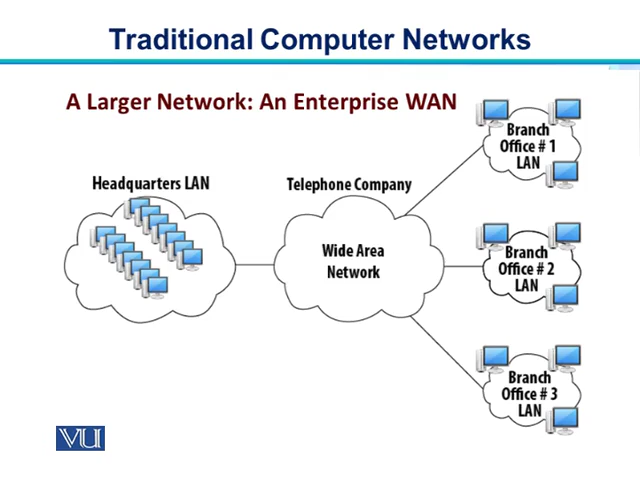 Traditional Computer Networks
A Larger Network: An Enterprise WAN
Branch
Office # 1
LAN
Headquarters LAN
Telephone Company
Wide Area
Network
Branch
Office # 2
LAN
Branch
Office # 3
LAN
VU